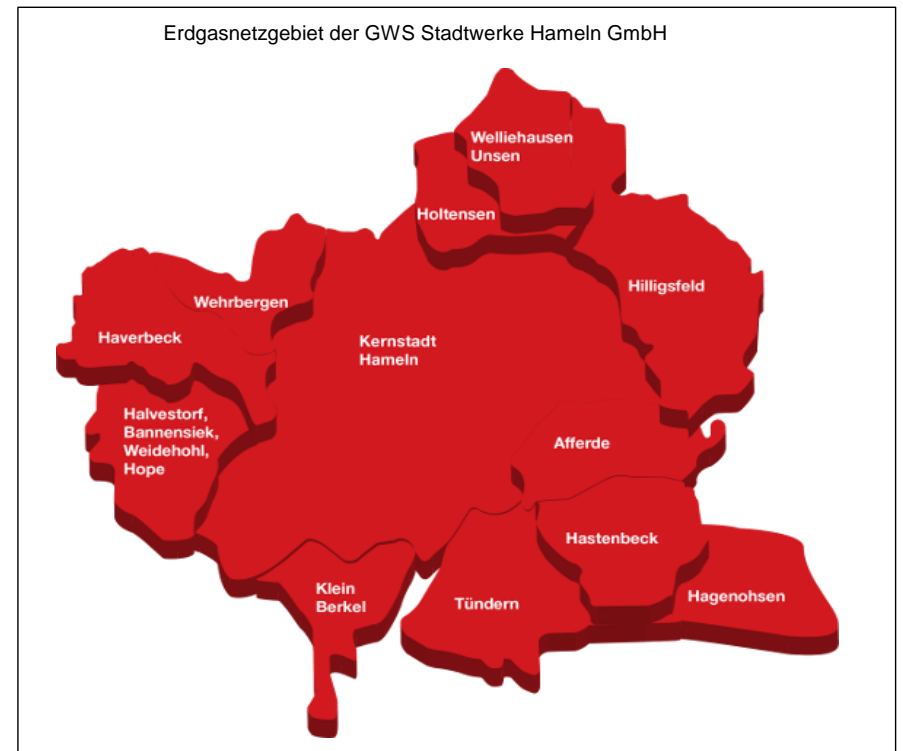 Erdgasnetzgebiet der GWS Stadtwerke Hameln GmbH
Welliehausen
Unsen
Holtensen
Hilligsfeld
Wehrbergen
Haverbeck
Kernstadt
Hameln
Halvestorf,
Bannensiek,
Weidehohl,
Hope
Afferde
Hastenbeck
Klein
Berkel
Tündern
Hagenohsen